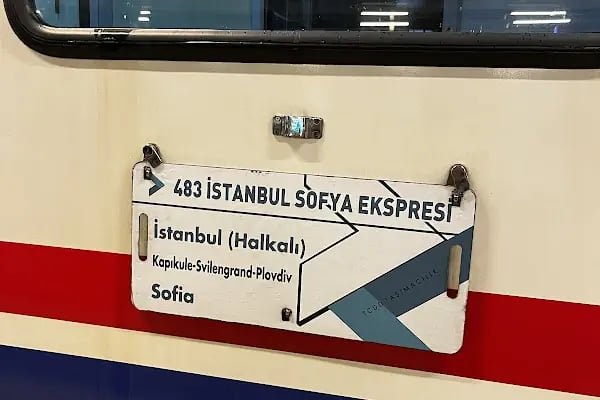 483 İSTANBUL SOFYA EKSPRESİ
İstanbul (Halkalı)
Kapıkule-Svilengrand-Plovdiv
Sofia
TCDD TAŞIMACILIK